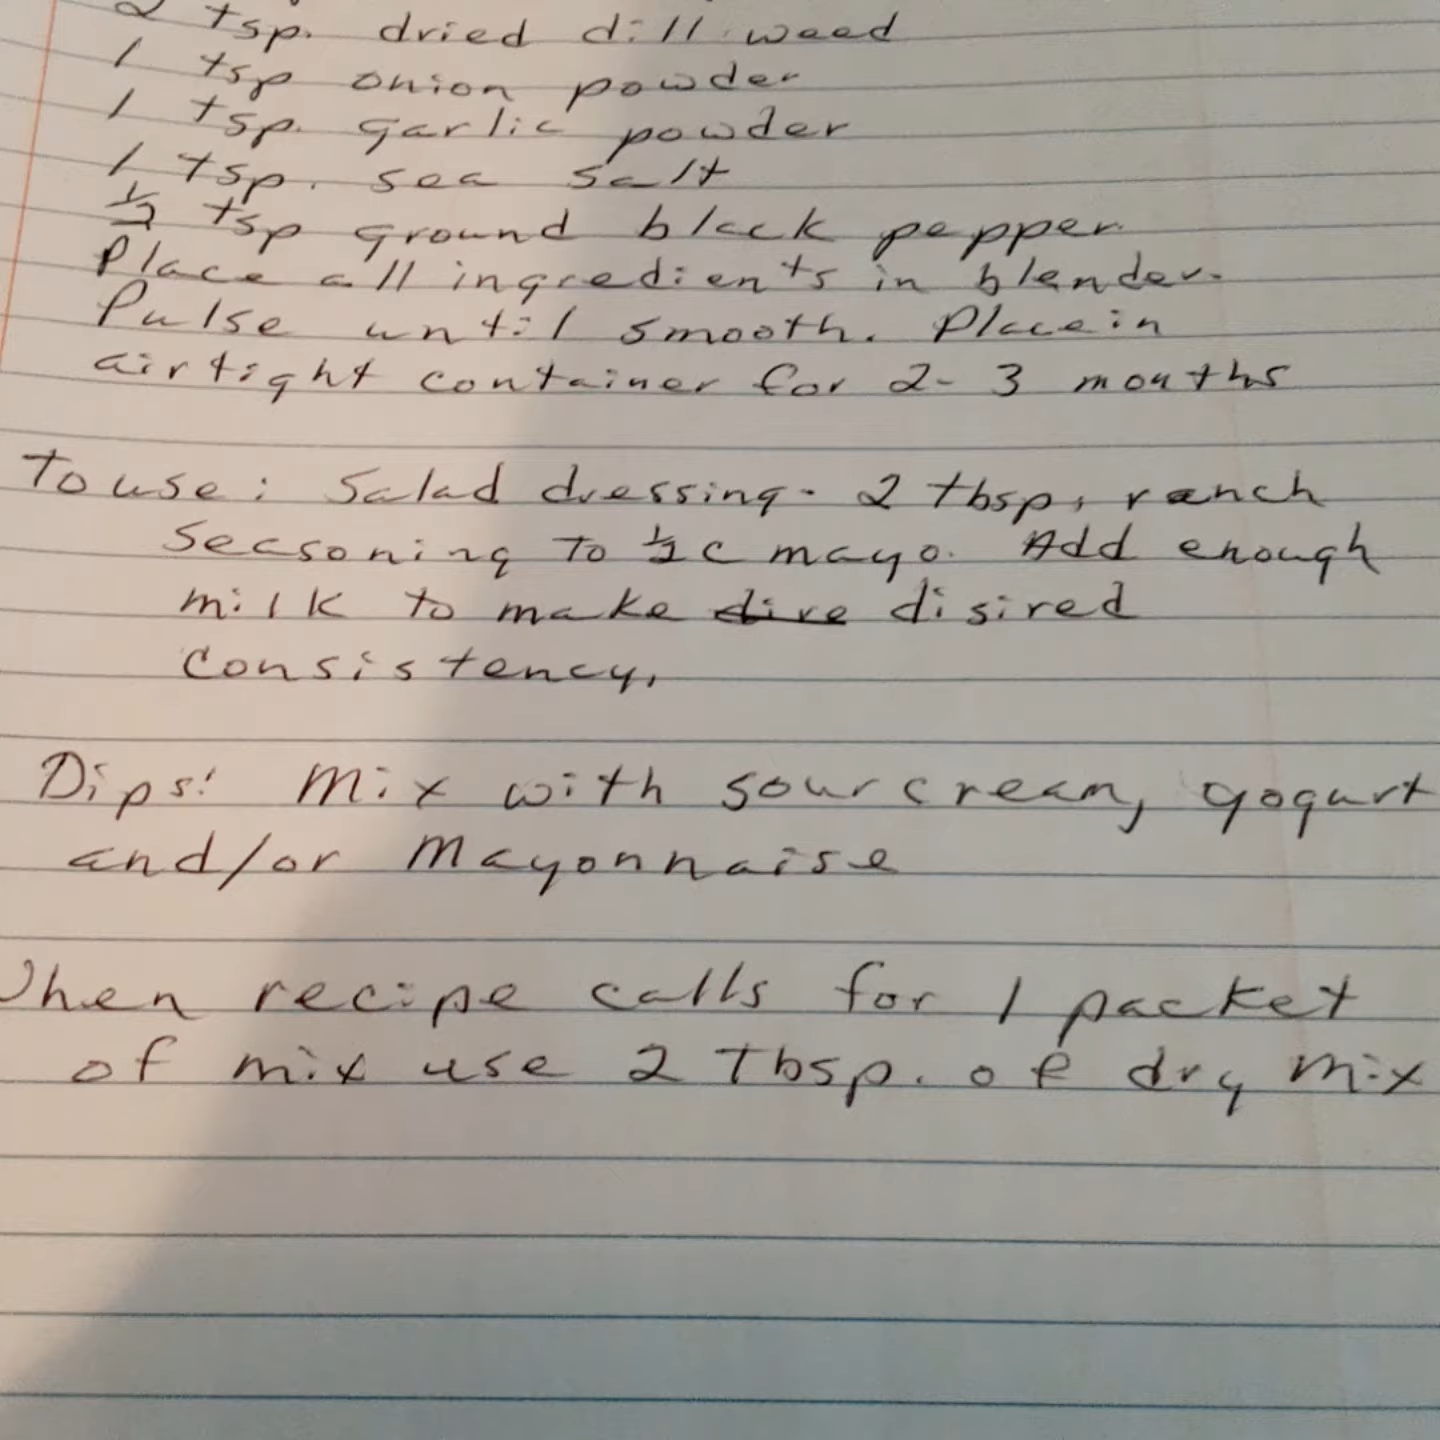 2 tsp. dried dill weed
1 tsp onion powder
1 tsp. garlic powder
1 tsp. sea salt
½ tsp ground black pepper
Place all ingredients in blender.
Pulse until smooth. Place in
airtight container for 2-3 months
To use: Salad dressing - 2 tbsp. ranch
seasoning to ½ c mayo. Add enough
milk to make dire disired
consistency.
Dips: Mix with sour cream, yogurt
and/or Mayonnaise
When recipe calls for 1 packet
of mix use 2 Tbsp. of dry mix